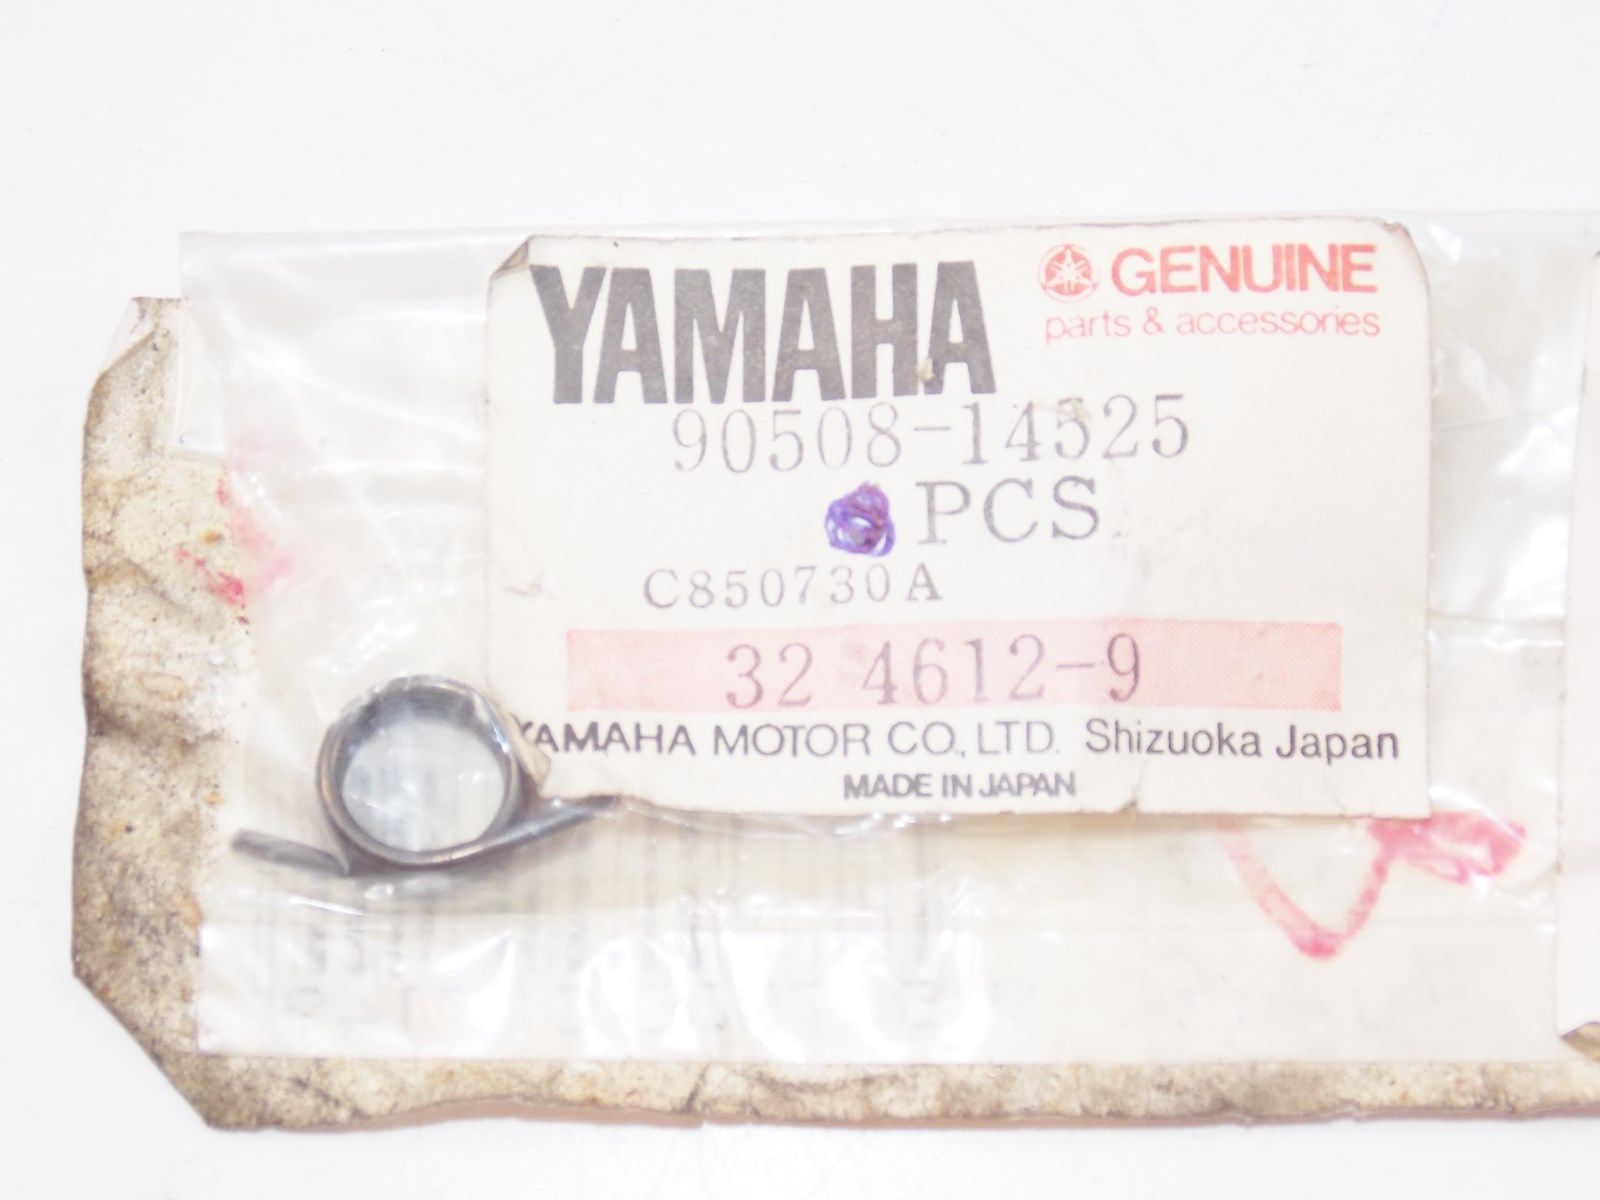 YAMAHA
GENUINE
parts & accessories
90508-14525
PCS
C850730A
32 4612-9
YAMAHA MOTOR CO., LTD. Shizuoka Japan
MADE IN JAPAN